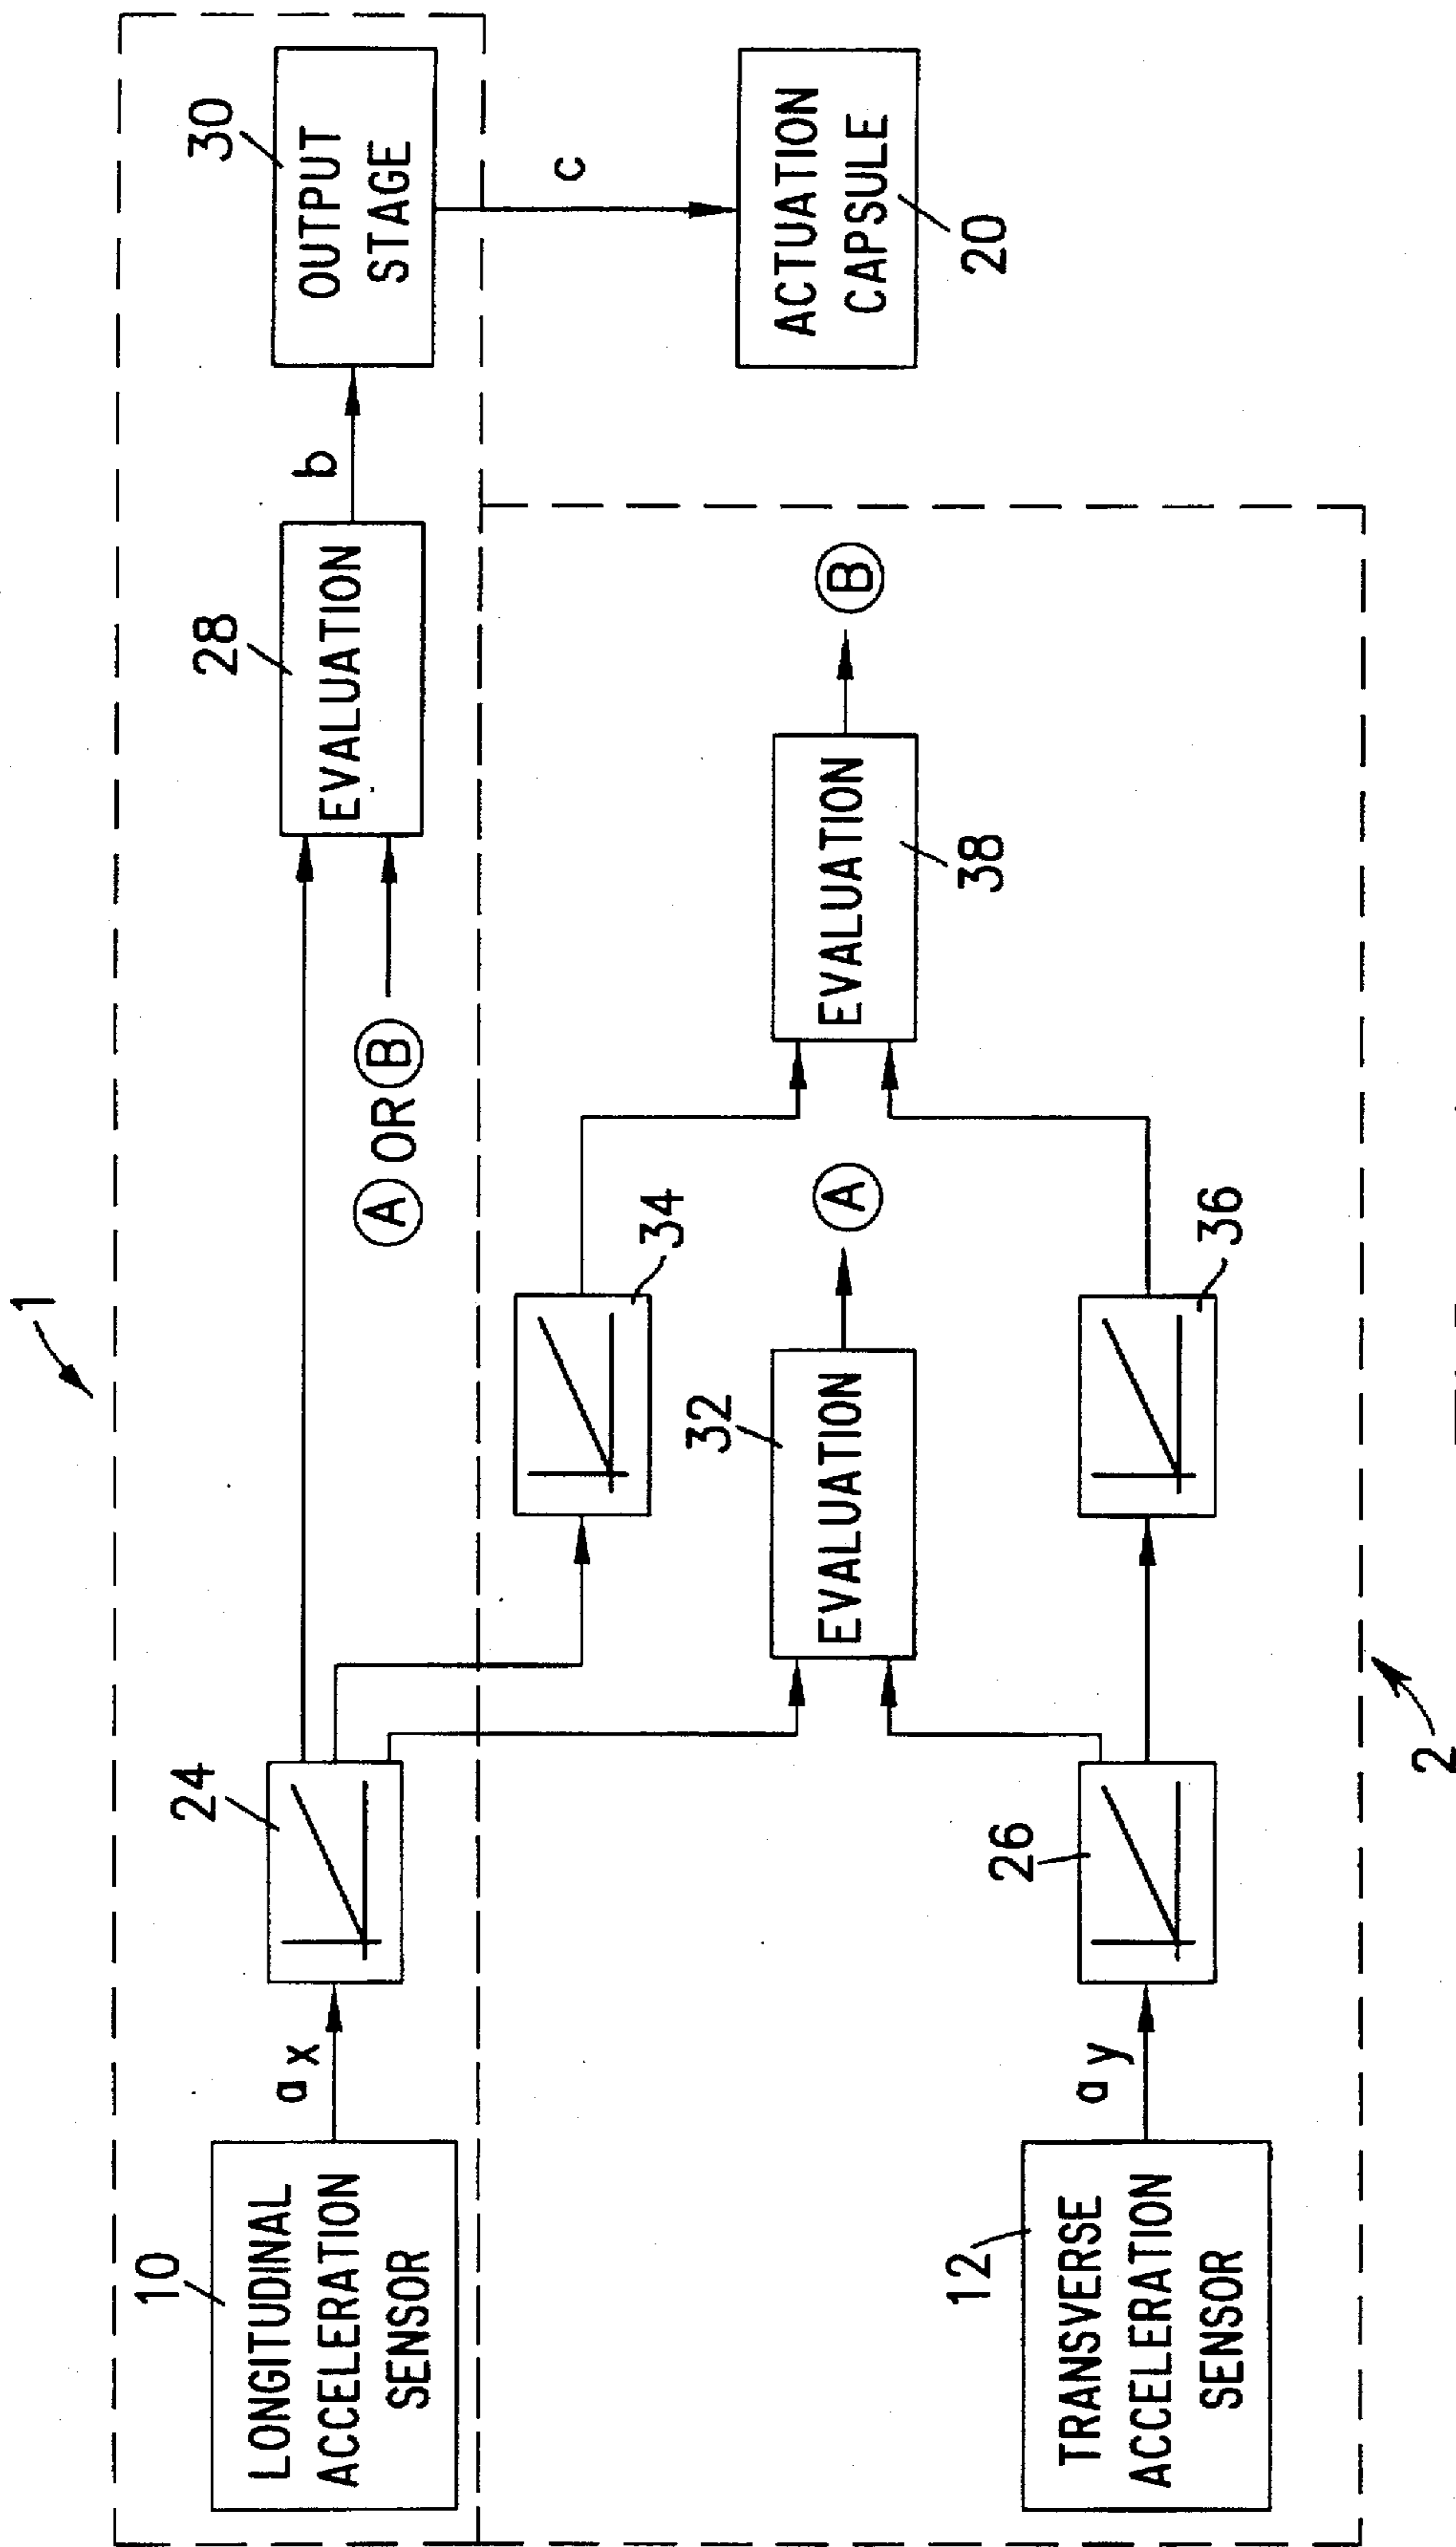 1
10
LONGITUDINAL
ACCELERATION
SENSOR
a x
24
28
EVALUATION
b
30
OUTPUT
STAGE
A OR B
c
ACTUATION
CAPSULE
20
34
32
EVALUATION
A
EVALUATION
38
B
12
TRANSVERSE
ACCELERATION
SENSOR
a y
26
36
2